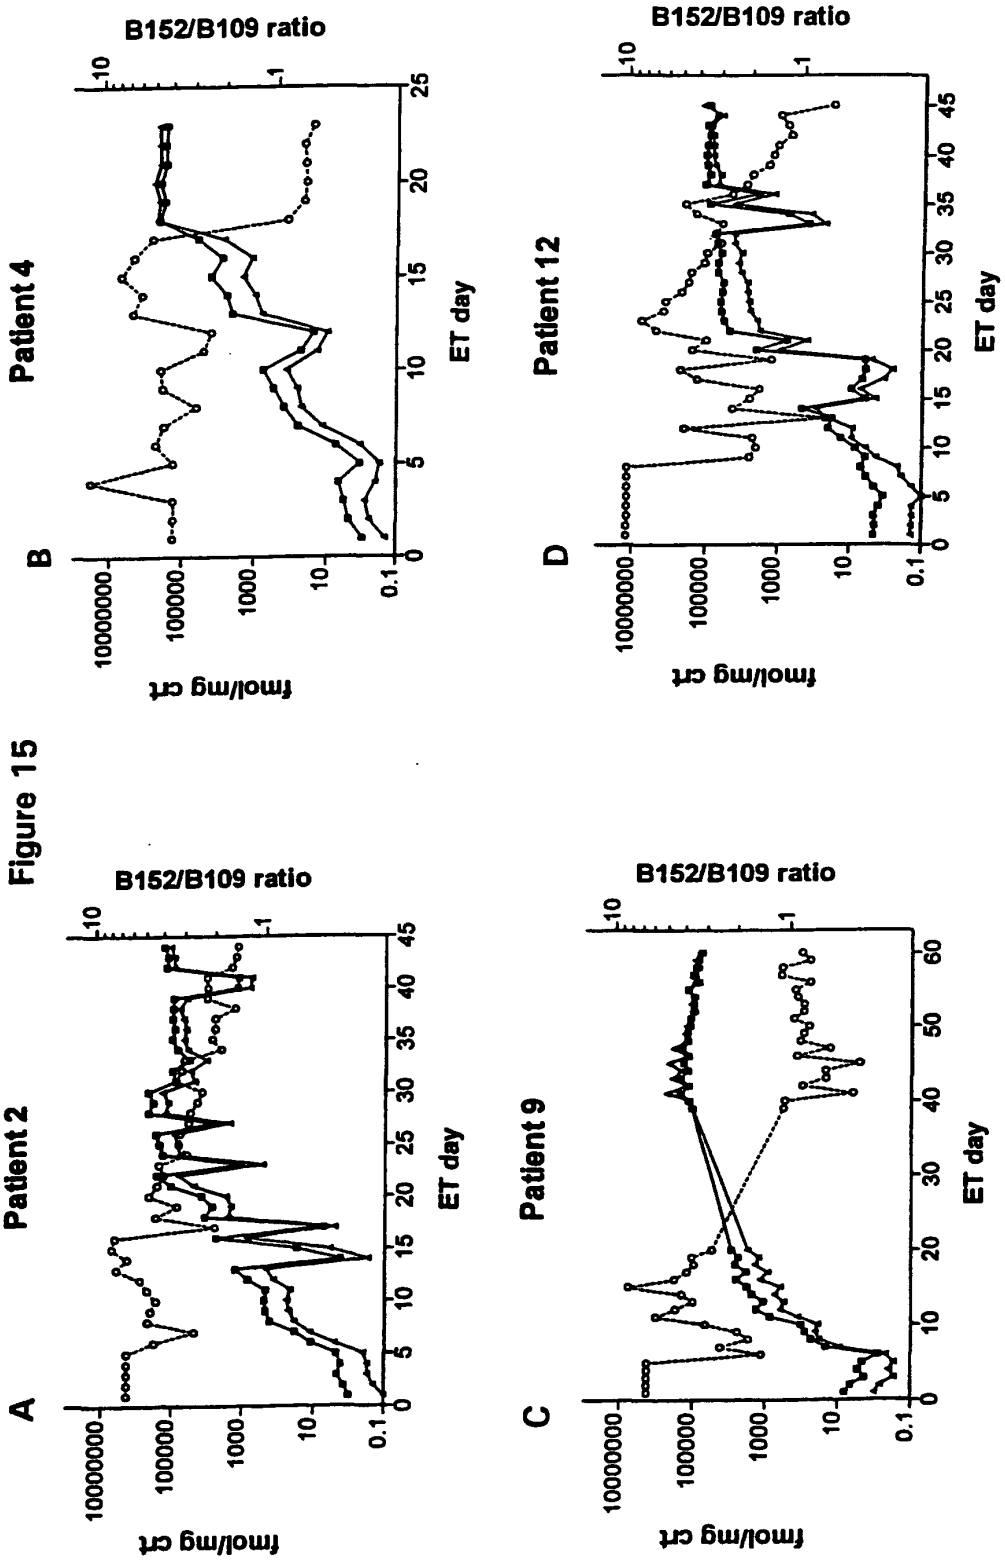 Figure 15
A
Patient 2
fmol/mg crt
10000000
100000
1000
10
0.1
B152/B109 ratio
10
1
0
5
10
15
20
25
30
35
40
45
ET day
B
Patient 4
fmol/mg crt
10000000
100000
1000
10
0.1
B152/B109 ratio
10
1
0
5
10
15
20
25
ET day
C
Patient 9
fmol/mg crt
10000000
100000
1000
10
0.1
B152/B109 ratio
10
1
0
10
20
30
40
50
60
ET day
D
Patient 12
fmol/mg crt
10000000
100000
1000
10
0.1
B152/B109 ratio
10
1
0
5
10
15
20
25
30
35
40
45
ET day